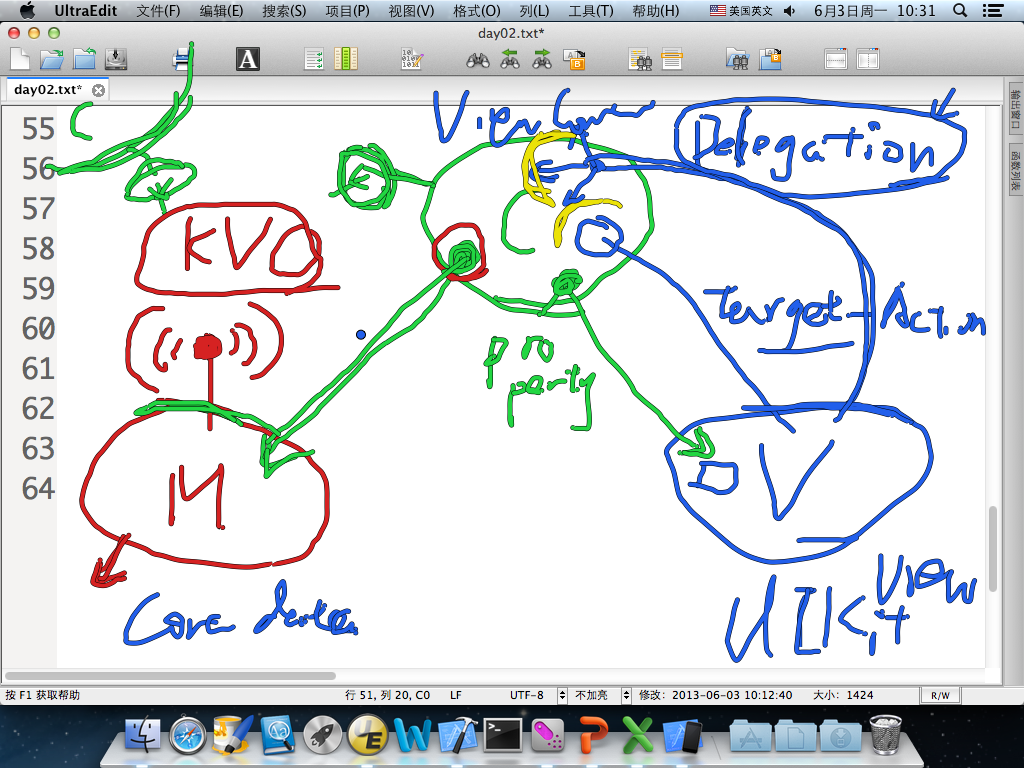 UltraEdit 文件(F) 编辑(E) 搜索(S) 项目(P) 视图(V) 格式(O) 列(L) 工具(T) 帮助(H) 美国英文 6月3日周一 10:31
day02.txt*
day02.txt*
输出窗口
函数列表
55
56
57
58
59
60
61
62
63
64
C
View Con
Delegation
C
KVO
Target-Action
property
M
V
Core
UIKit
View
按 F1 获取帮助 行 51, 列 20, C0 LF UTF-8 不加亮 修改: 2013-06-03 10:12:40 大小: 1424 R/W